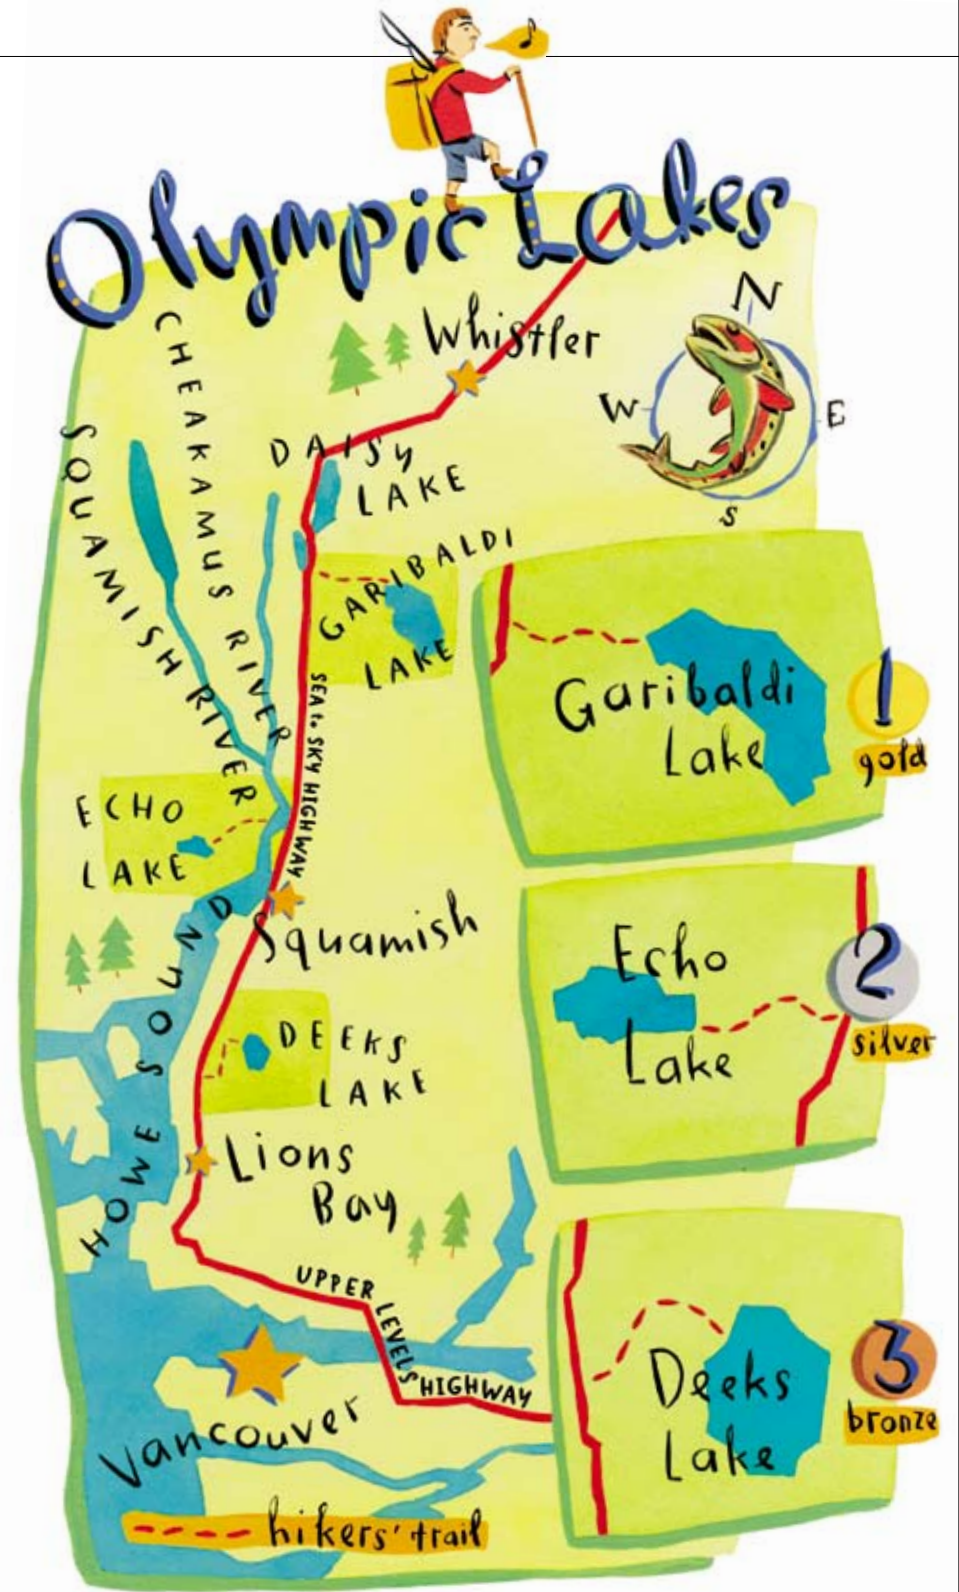 Olympic Lakes
Whistler
N
W
E
S
CHEAKAMUS RIVER
SQUAMISH RIVER
DAISY
LAKE
GARIBALDI
LAKE
SEA to SKY HIGHWAY
Garibaldi
Lake
1
gold
ECHO
LAKE
Squamish
HOWE SOUND
Echo
Lake
2
silver
DEEKS
LAKE
Lions
Bay
UPPER LEVELS HIGHWAY
Deeks
Lake
3
bronze
Vancouver
hikers' trail